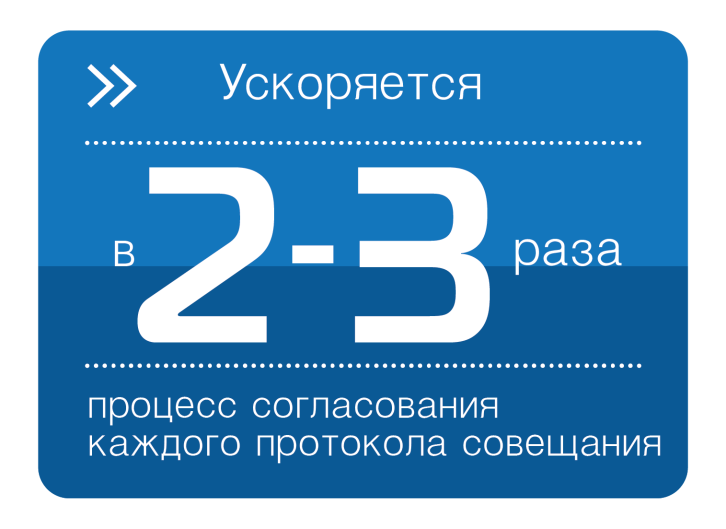 Ускоряется
в 2-3 раза
процесс согласования
каждого протокола совещания